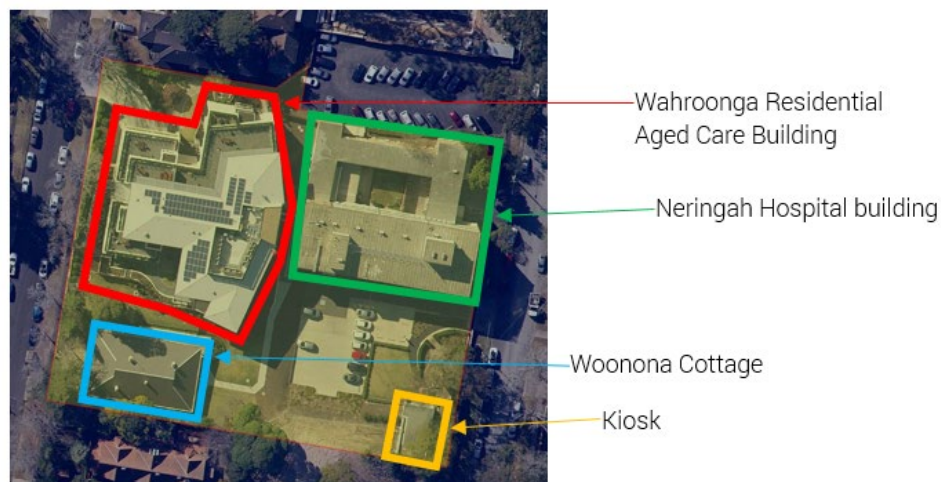 Wahroonga Residential
Aged Care Building
Neringah Hospital building
Woonona Cottage
Kiosk